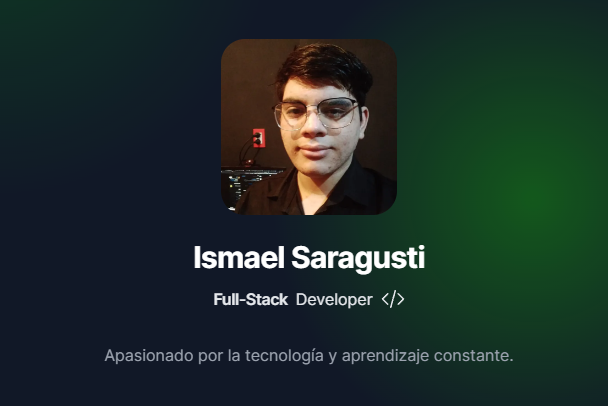 Ismael Saragusti
Full-Stack Developer </>
Apasionado por la tecnología y aprendizaje constante.